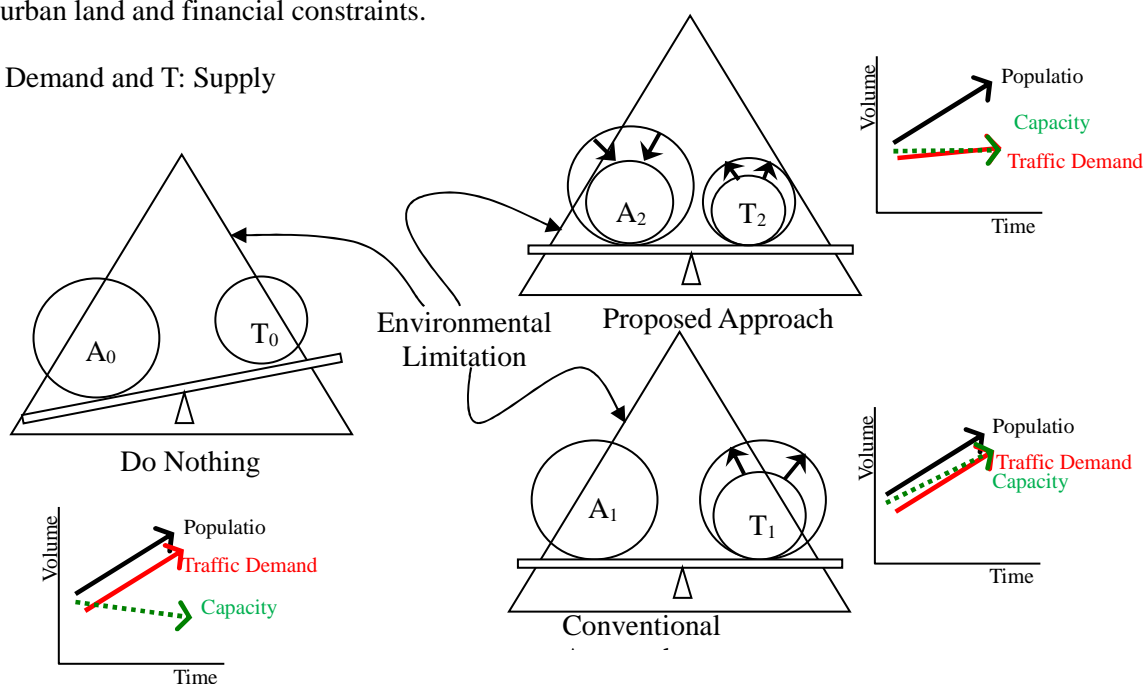 urban land and financial constraints.
Demand and T: Supply
Volume
Populatio
Capacity
Traffic Demand
Time
A2
T2
Proposed Approach
A0
T0
Do Nothing
Environmental
Limitation
Volume
Populatio
Traffic Demand
Capacity
Time
A1
T1
Conventional
Volume
Populatio
Traffic Demand
Capacity
Time